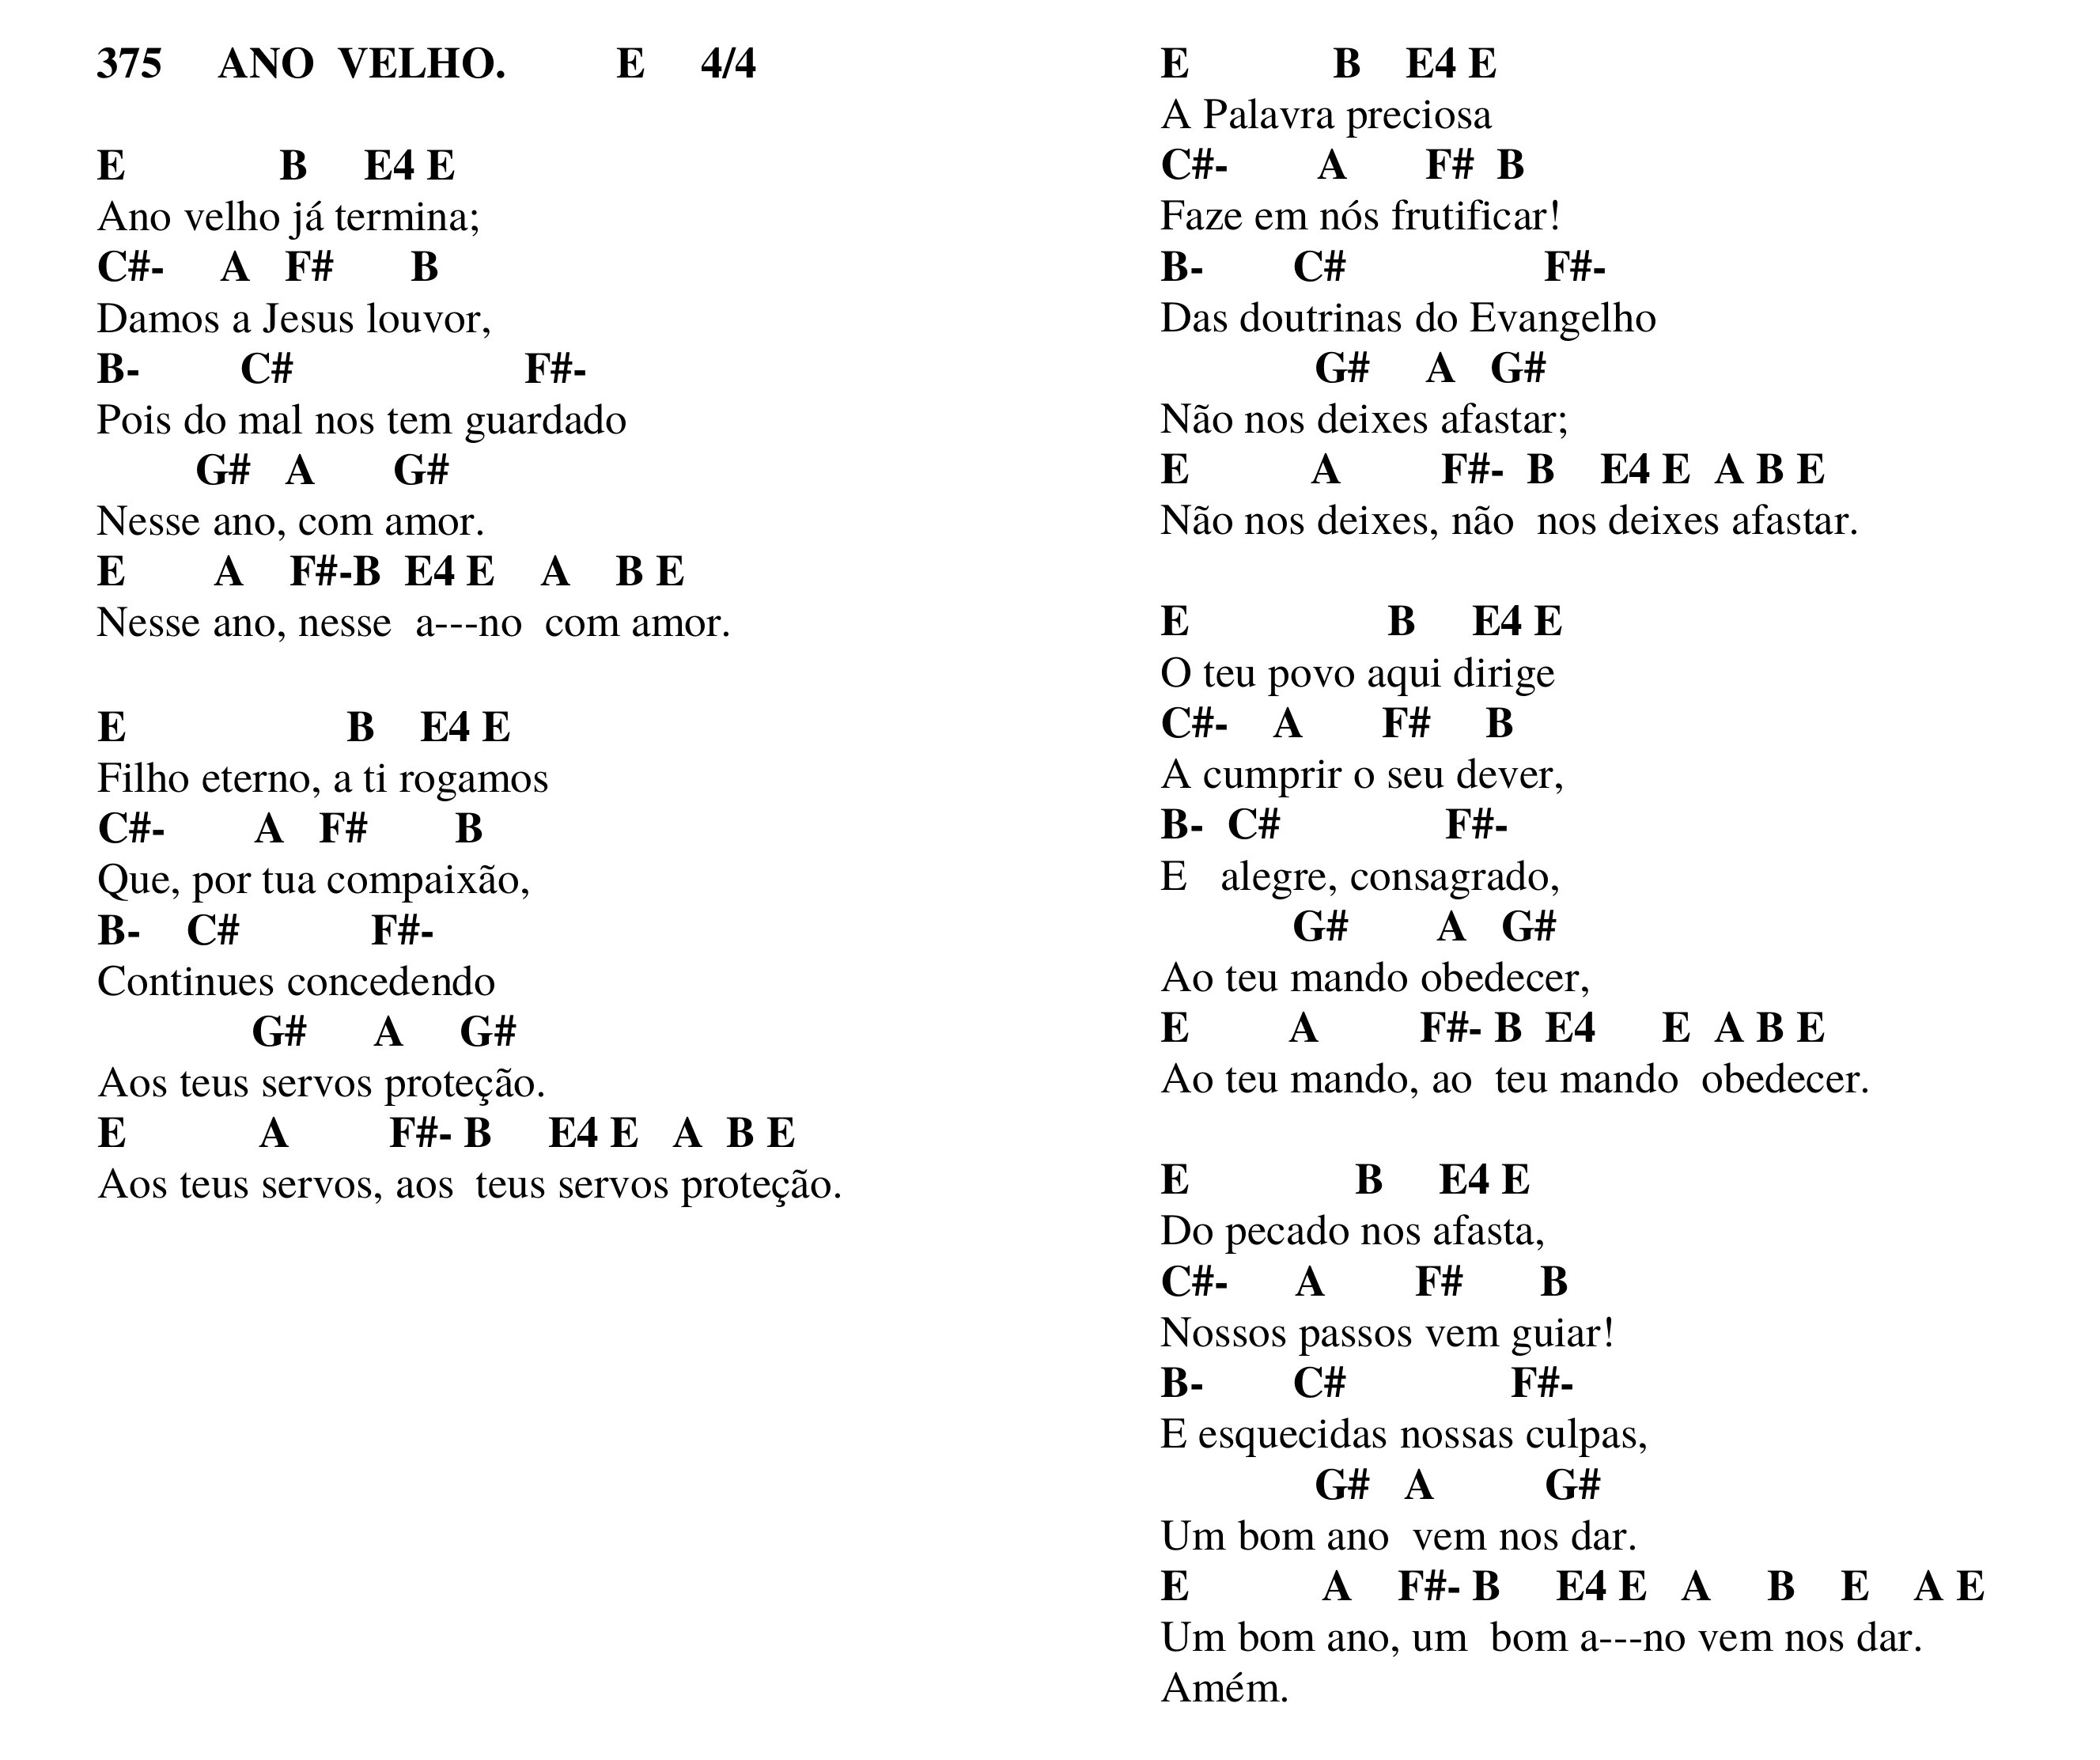 375 ANO VELHO. E 4/4
E B E4 E
Ano velho já termina;
C#- A F# B
Damos a Jesus louvor,
B- C# F#-
Pois do mal nos tem guardado
G# A G#
Nesse ano, com amor.
E A F#-B E4 E A B E
Nesse ano, nesse a---no com amor.
E B E4 E
Filho eterno, a ti rogamos
C#- A F# B
Que, por tua compaixão,
B- C# F#-
Continues concedendo
G# A G#
Aos teus servos proteção.
E A F#- B E4 E A B E
Aos teus servos, aos teus servos proteção.
E B E4 E
A Palavra preciosa
C#- A F# B
Faze em nós frutificar!
B- C# F#-
Das doutrinas do Evangelho
G# A G#
Não nos deixes afastar;
E A F#- B E4 E A B E
Não nos deixes, não nos deixes afastar.
E B E4 E
O teu povo aqui dirige
C#- A F# B
A cumprir o seu dever,
B- C# F#-
E alegre, consagrado,
G# A G#
Ao teu mando obedecer,
E A F#- B E4 E A B E
Ao teu mando, ao teu mando obedecer.
E B E4 E
Do pecado nos afasta,
C#- A F# B
Nossos passos vem guiar!
B- C# F#-
E esquecidas nossas culpas,
G# A G#
Um bom ano vem nos dar.
E A F#- B E4 E A B E A E
Um bom ano, um bom a---no vem nos dar.
Amém.